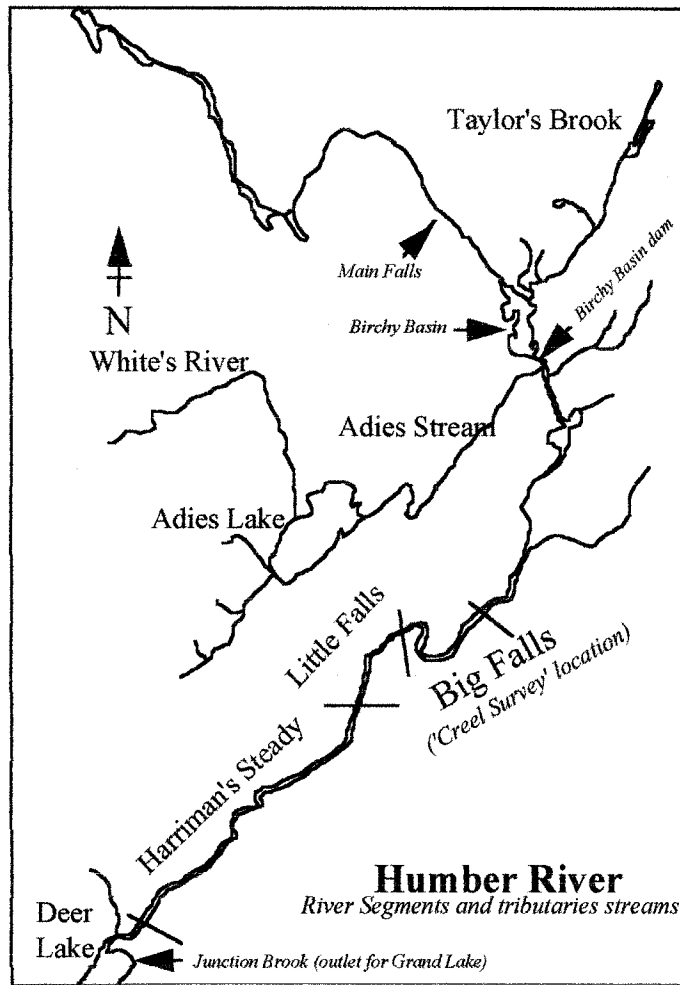 Taylor's Brook
Main Falls
Birchy Basin dam
Birchy Basin
N
White's River
Adies Stream
Adies Lake
Little Falls
Big Falls
('Creel Survey' location)
Harriman's Steady
Humber River
River Segments and tributaries streams
Deer
Lake
Junction Brook (outlet for Grand Lake)